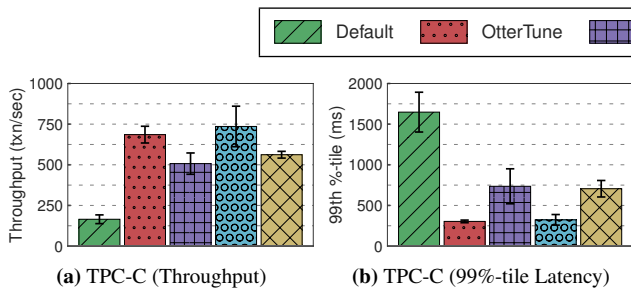 Default OtterTune
Throughput (txn/sec)
1000
750
500
250
0
(a) TPC-C (Throughput)
99th %-tile (ms)
2000
1500
1000
500
0
(b) TPC-C (99%-tile Latency)